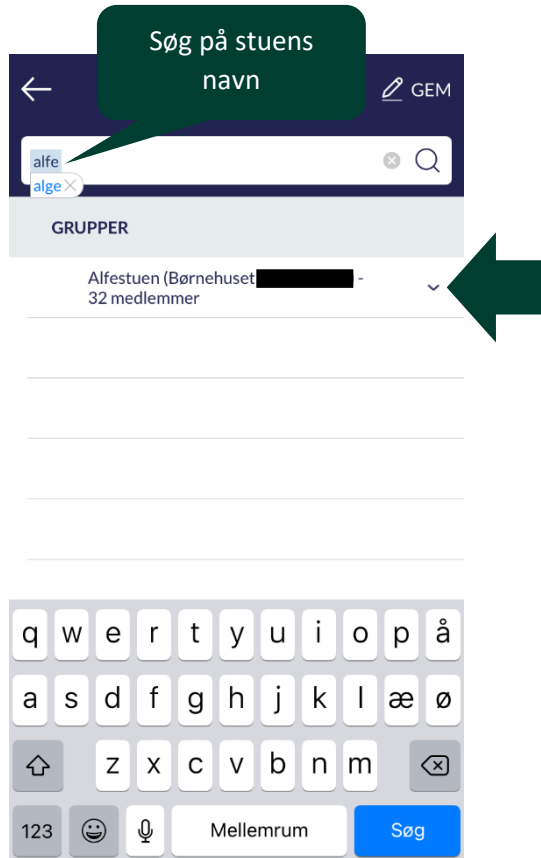 Søg på stuens
navn
GEM
alfe
alge
GRUPPER
Alfestuen (Børnehuset -
32 medlemmer
q w e r t y u i o p å
a s d f g h j k l æ ø
z x c v b n m
123 Mellemrum Søg